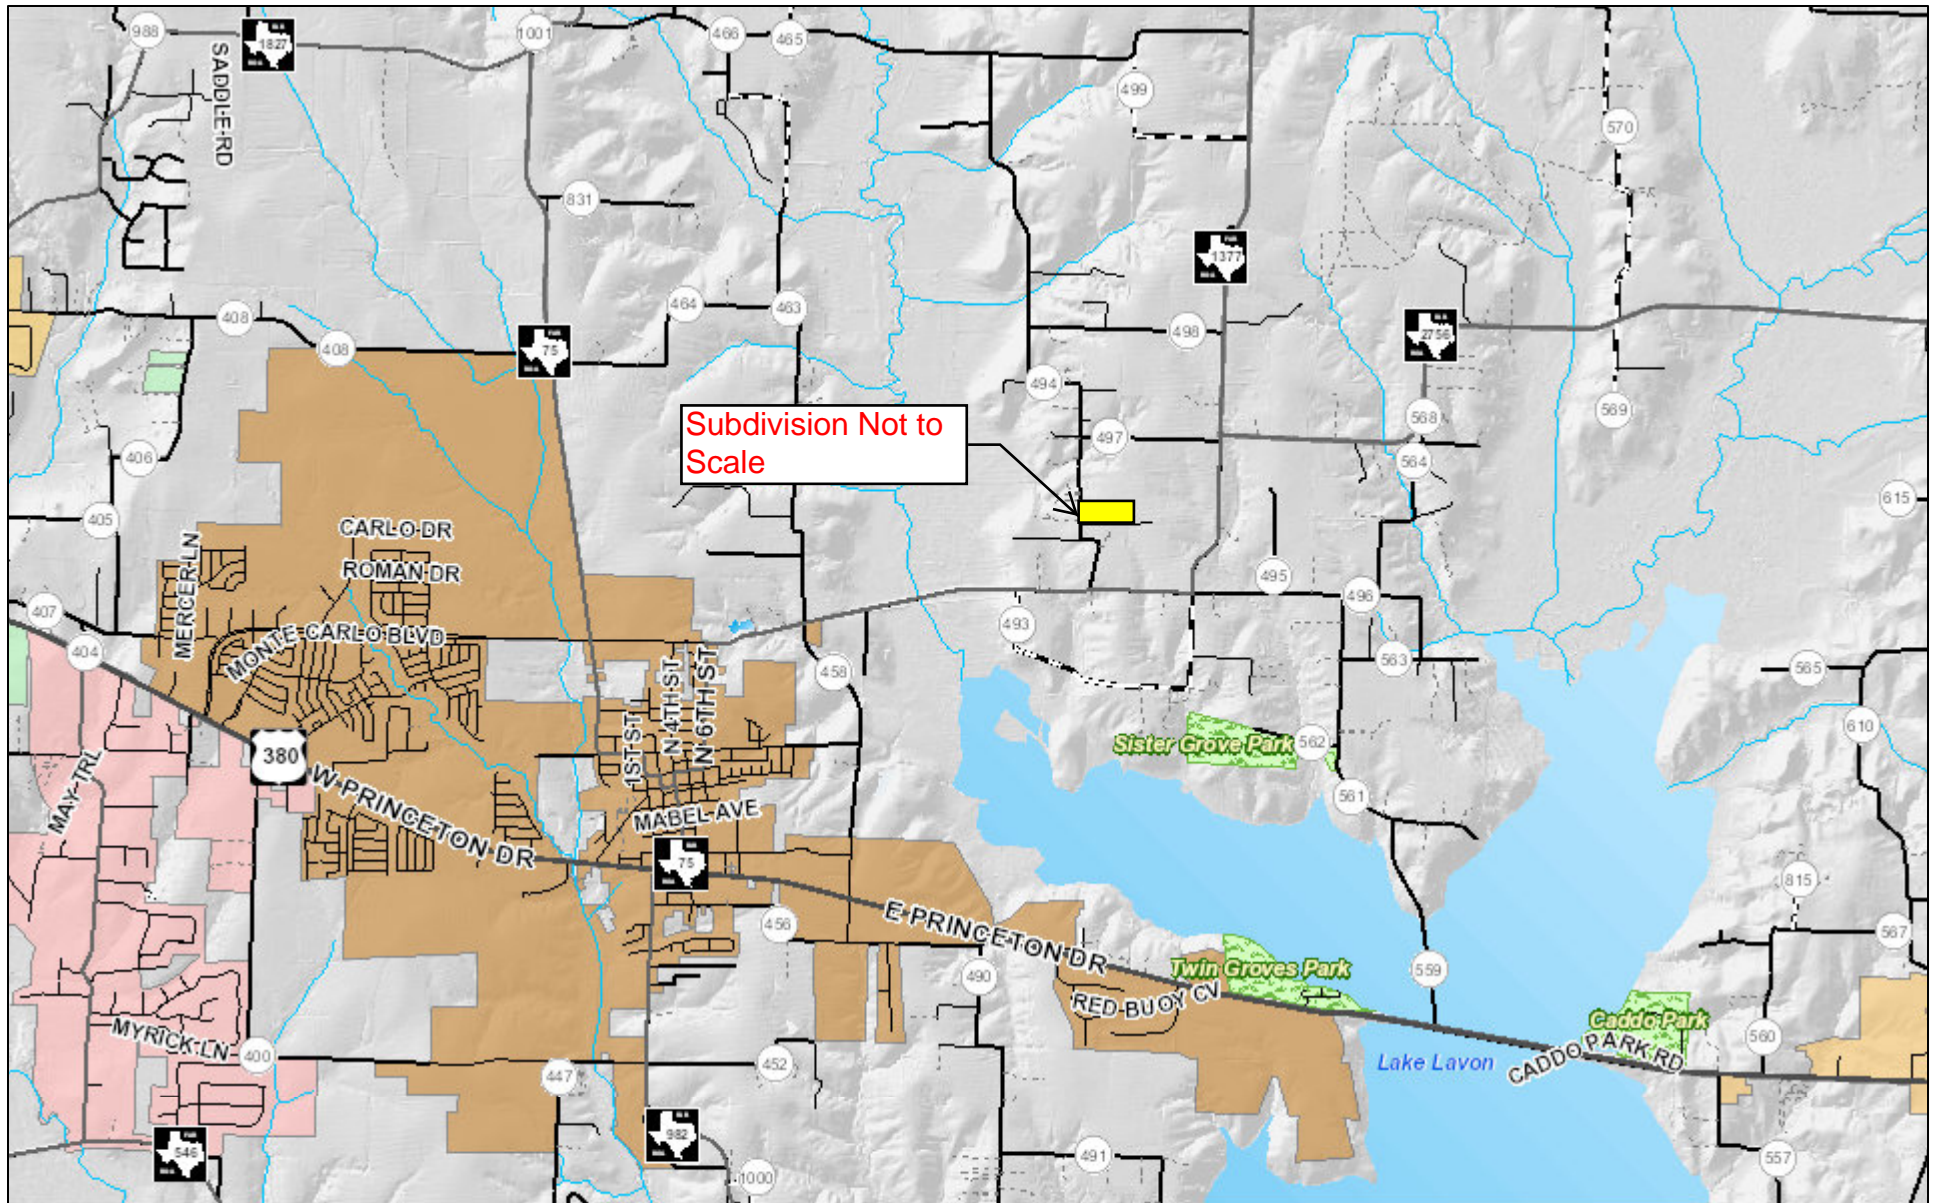 988
1827
SADDLE RD
1001
466
465
499
570
831
1377
464
463
408
408
75
498
2756
494
568
569
Subdivision Not to
Scale
497
406
564
405
615
CARLO DR
MERCER LN
ROMAN DR
407
495
496
493
MONTE CARLO BLVD
404
458
563
565
N 4TH ST
N 6TH ST
1ST ST
610
Sister Grove Park
562
380
MAY TRL
W PRINCETON DR
561
MABEL AVE
75
815
E PRINCETON DR
456
567
490
Twin Groves Park
559
RED BUOY CV
Caddo Park
MYRICK LN
400
560
Lake Lavon
CADDO PARK RD
452
447
982
546
491
557
1000